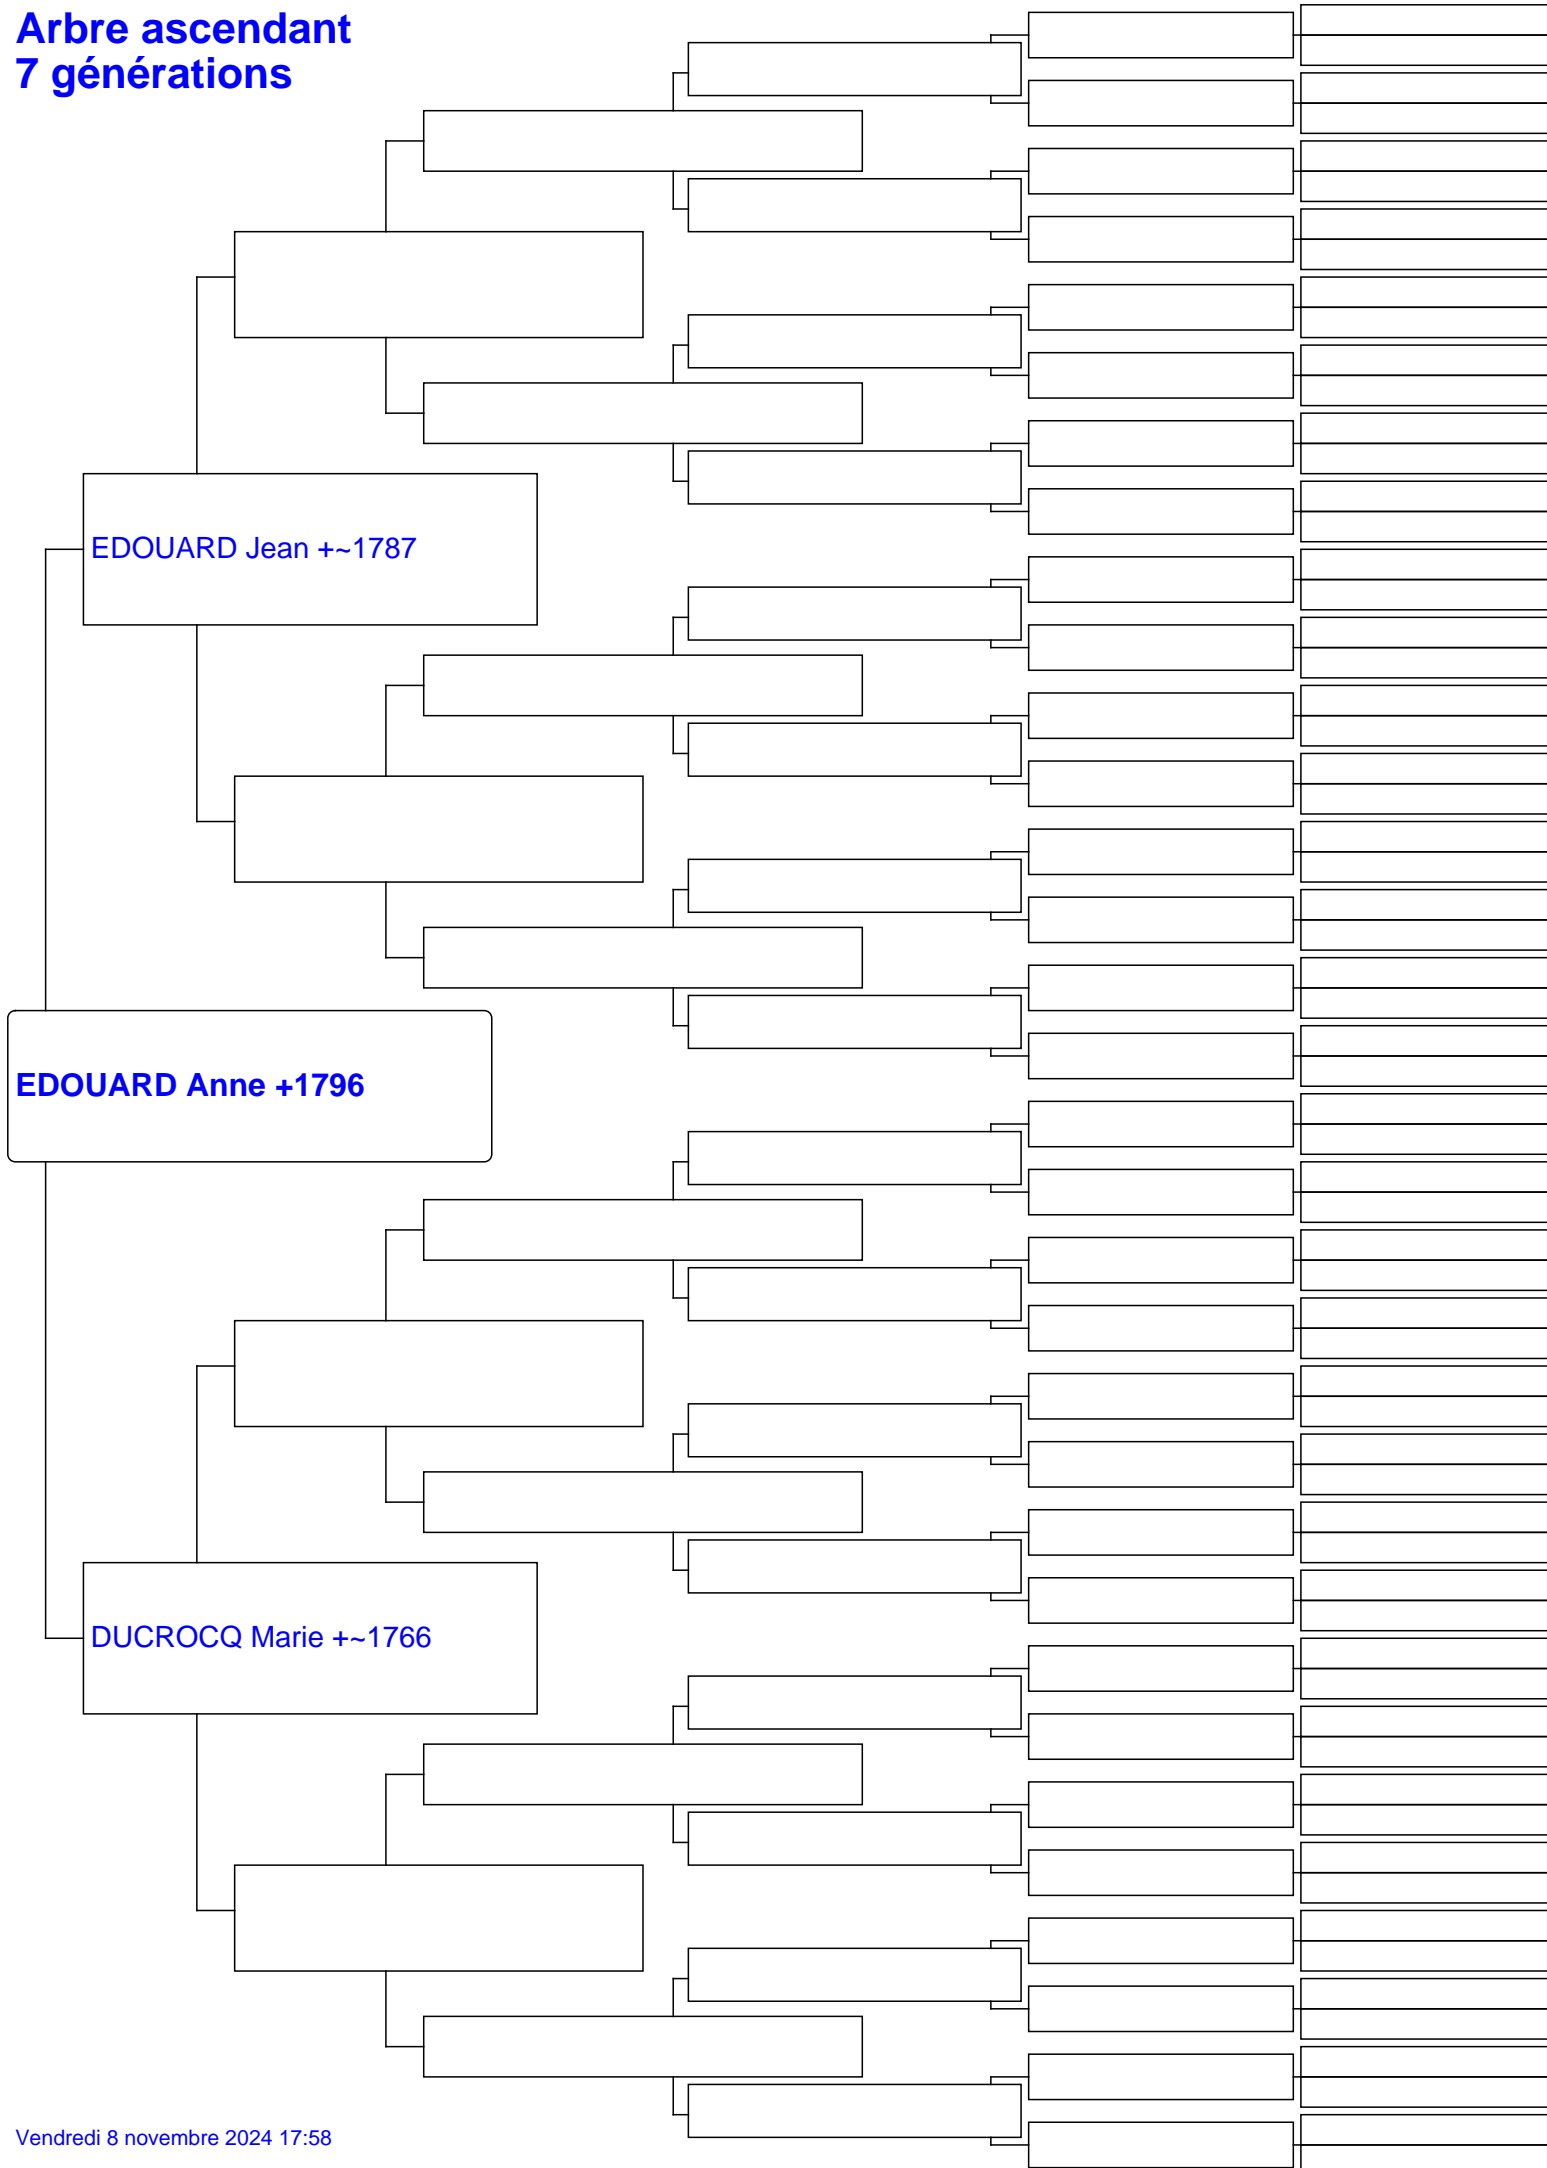 Arbre ascendant
7 générations
EDOUARD Jean +~1787
EDOUARD Anne +1796
DUCROCQ Marie +~1766
Vendredi 8 novembre 2024 17:58